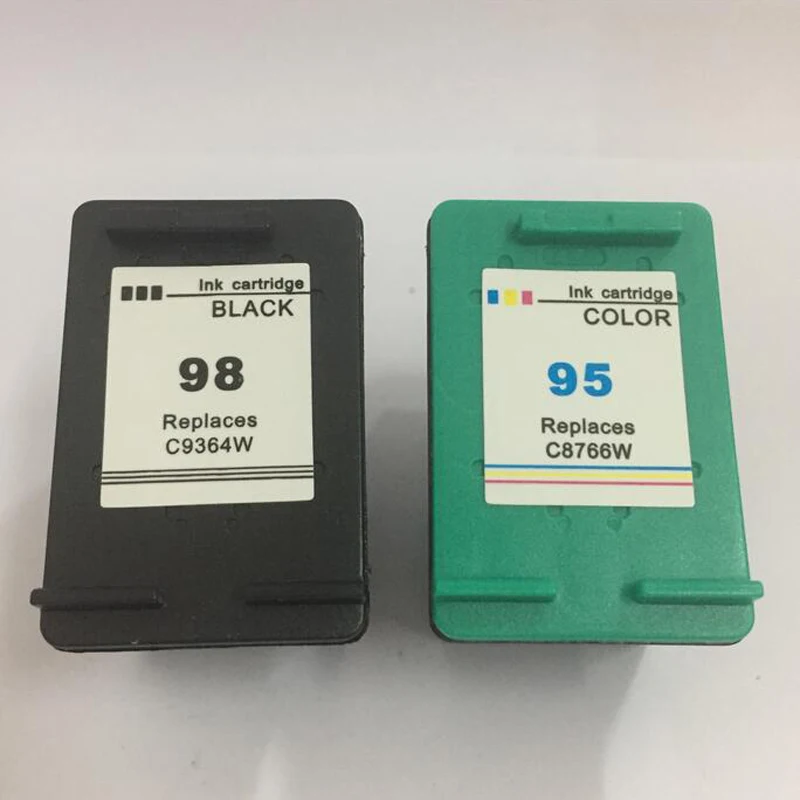 Ink cartridge
BLACK
98
Replaces
C9364W
Ink cartridge
COLOR
95
Replaces
C8766W